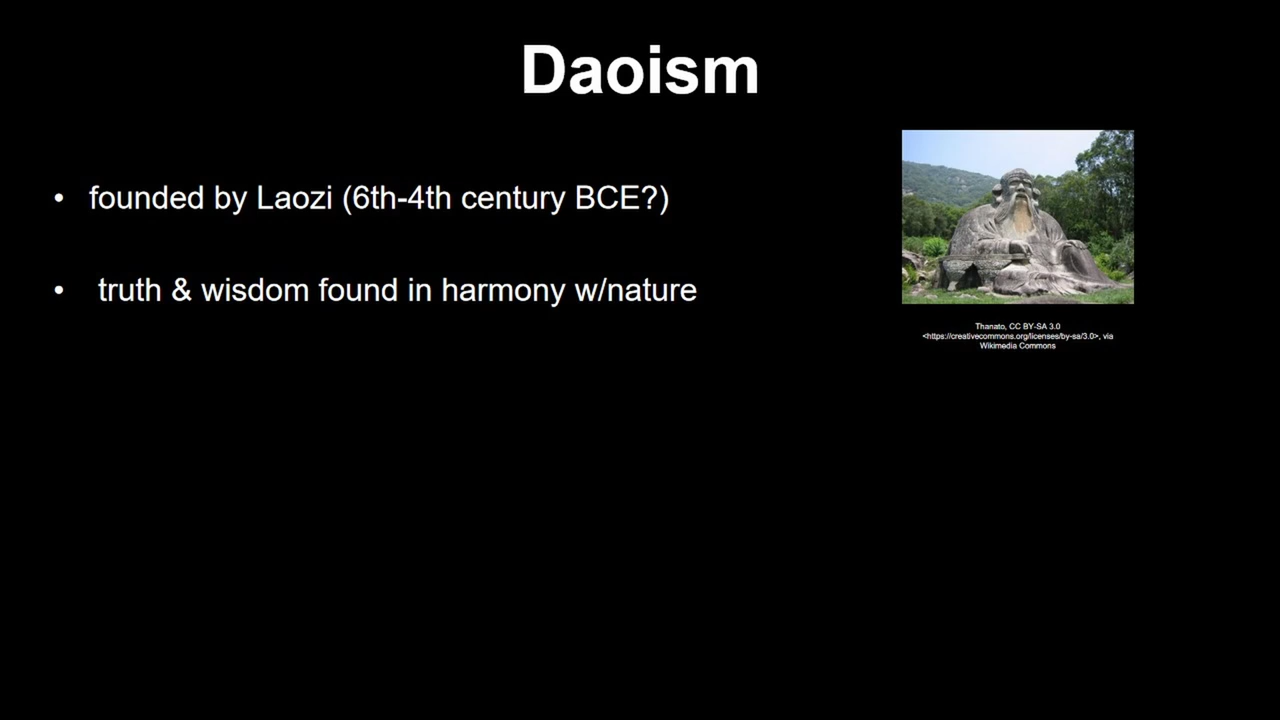 Daoism
• founded by Laozi (6th-4th century BCE?)
• truth & wisdom found in harmony w/nature
Thanato, CC BY-SA 3.0
<https://creativecommons.org/licenses/by-sa/3.0>, via
Wikimedia Commons